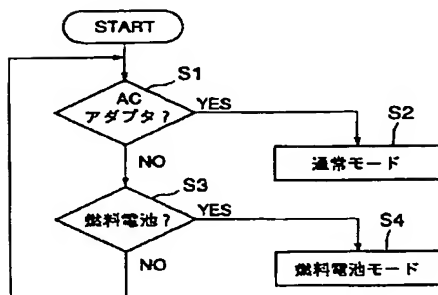 START
S1
AC
アダプタ?
YES
S2
通常モード
NO
S3
燃料電池?
YES
S4
燃料電池モード
NO